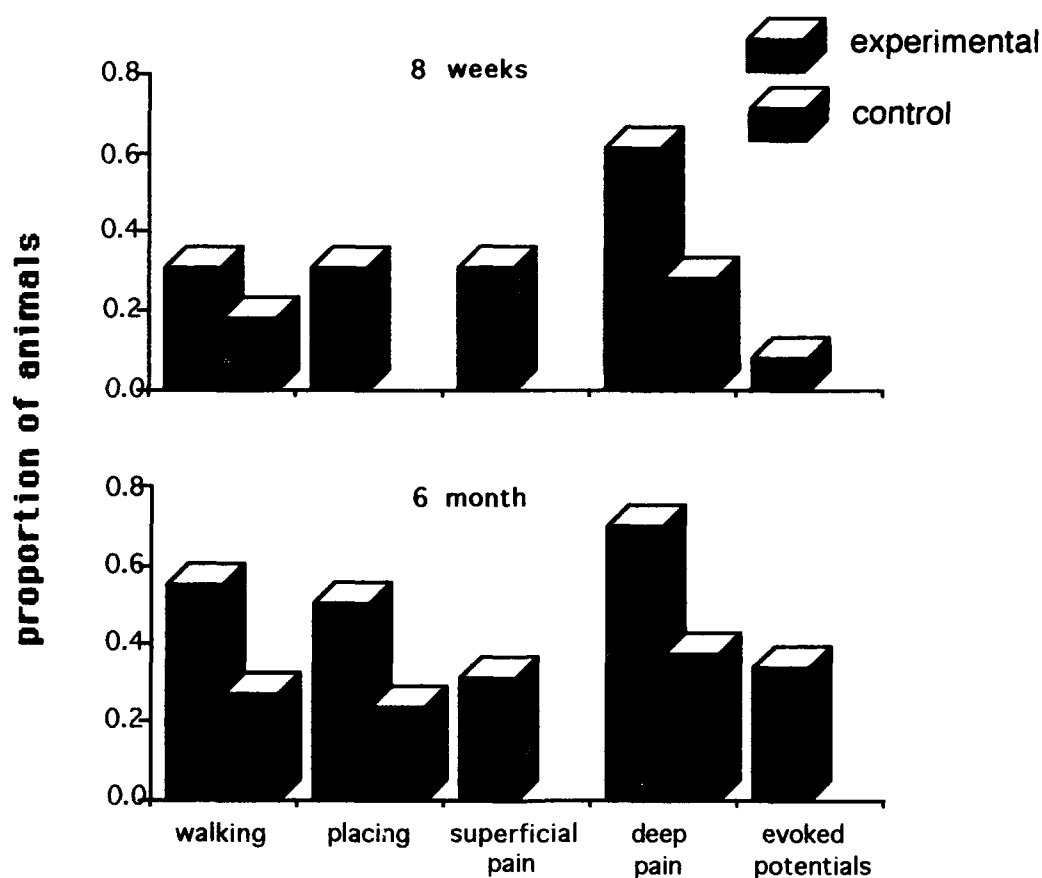 experimental
control
8 weeks
0.8
0.6
0.4
0.2
0.0
proportion of animals
6 month
0.8
0.6
0.4
0.2
0.0
walking
placing
superficial
pain
deep
pain
evoked
potentials